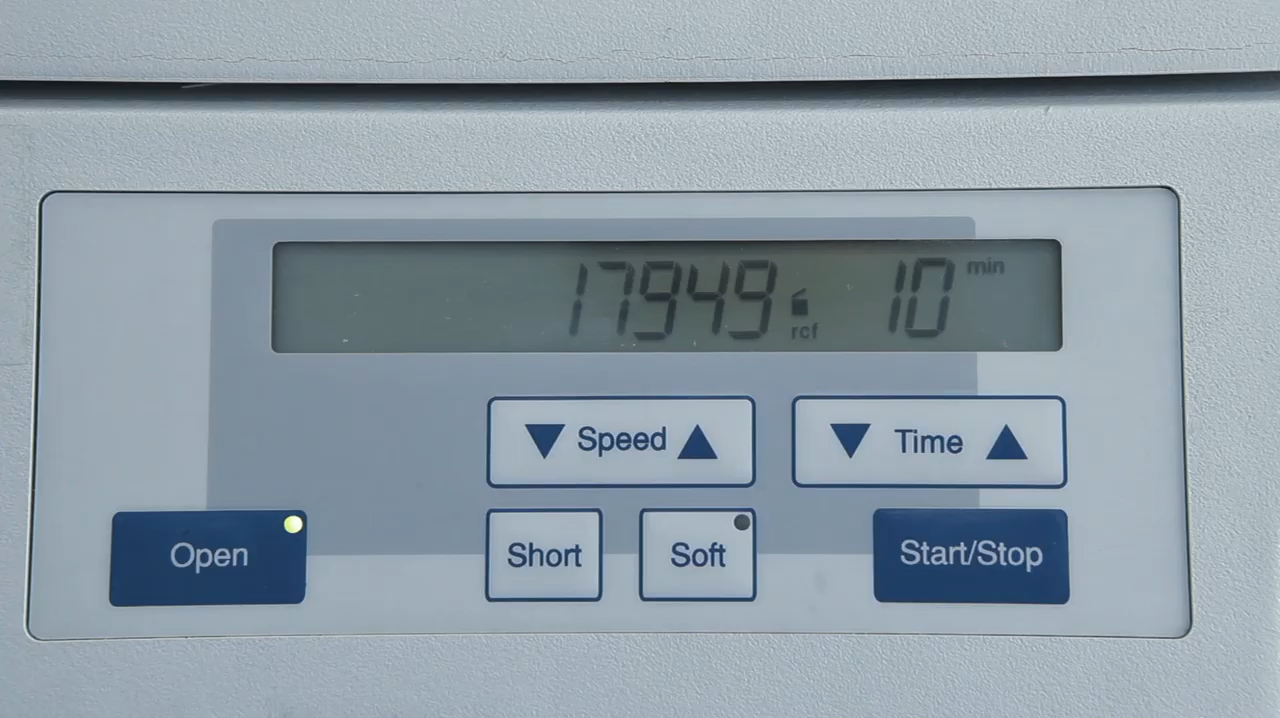 17949 rcf 10 min
▼ Speed ▲ ▼ Time ▲
Open Short Soft Start/Stop